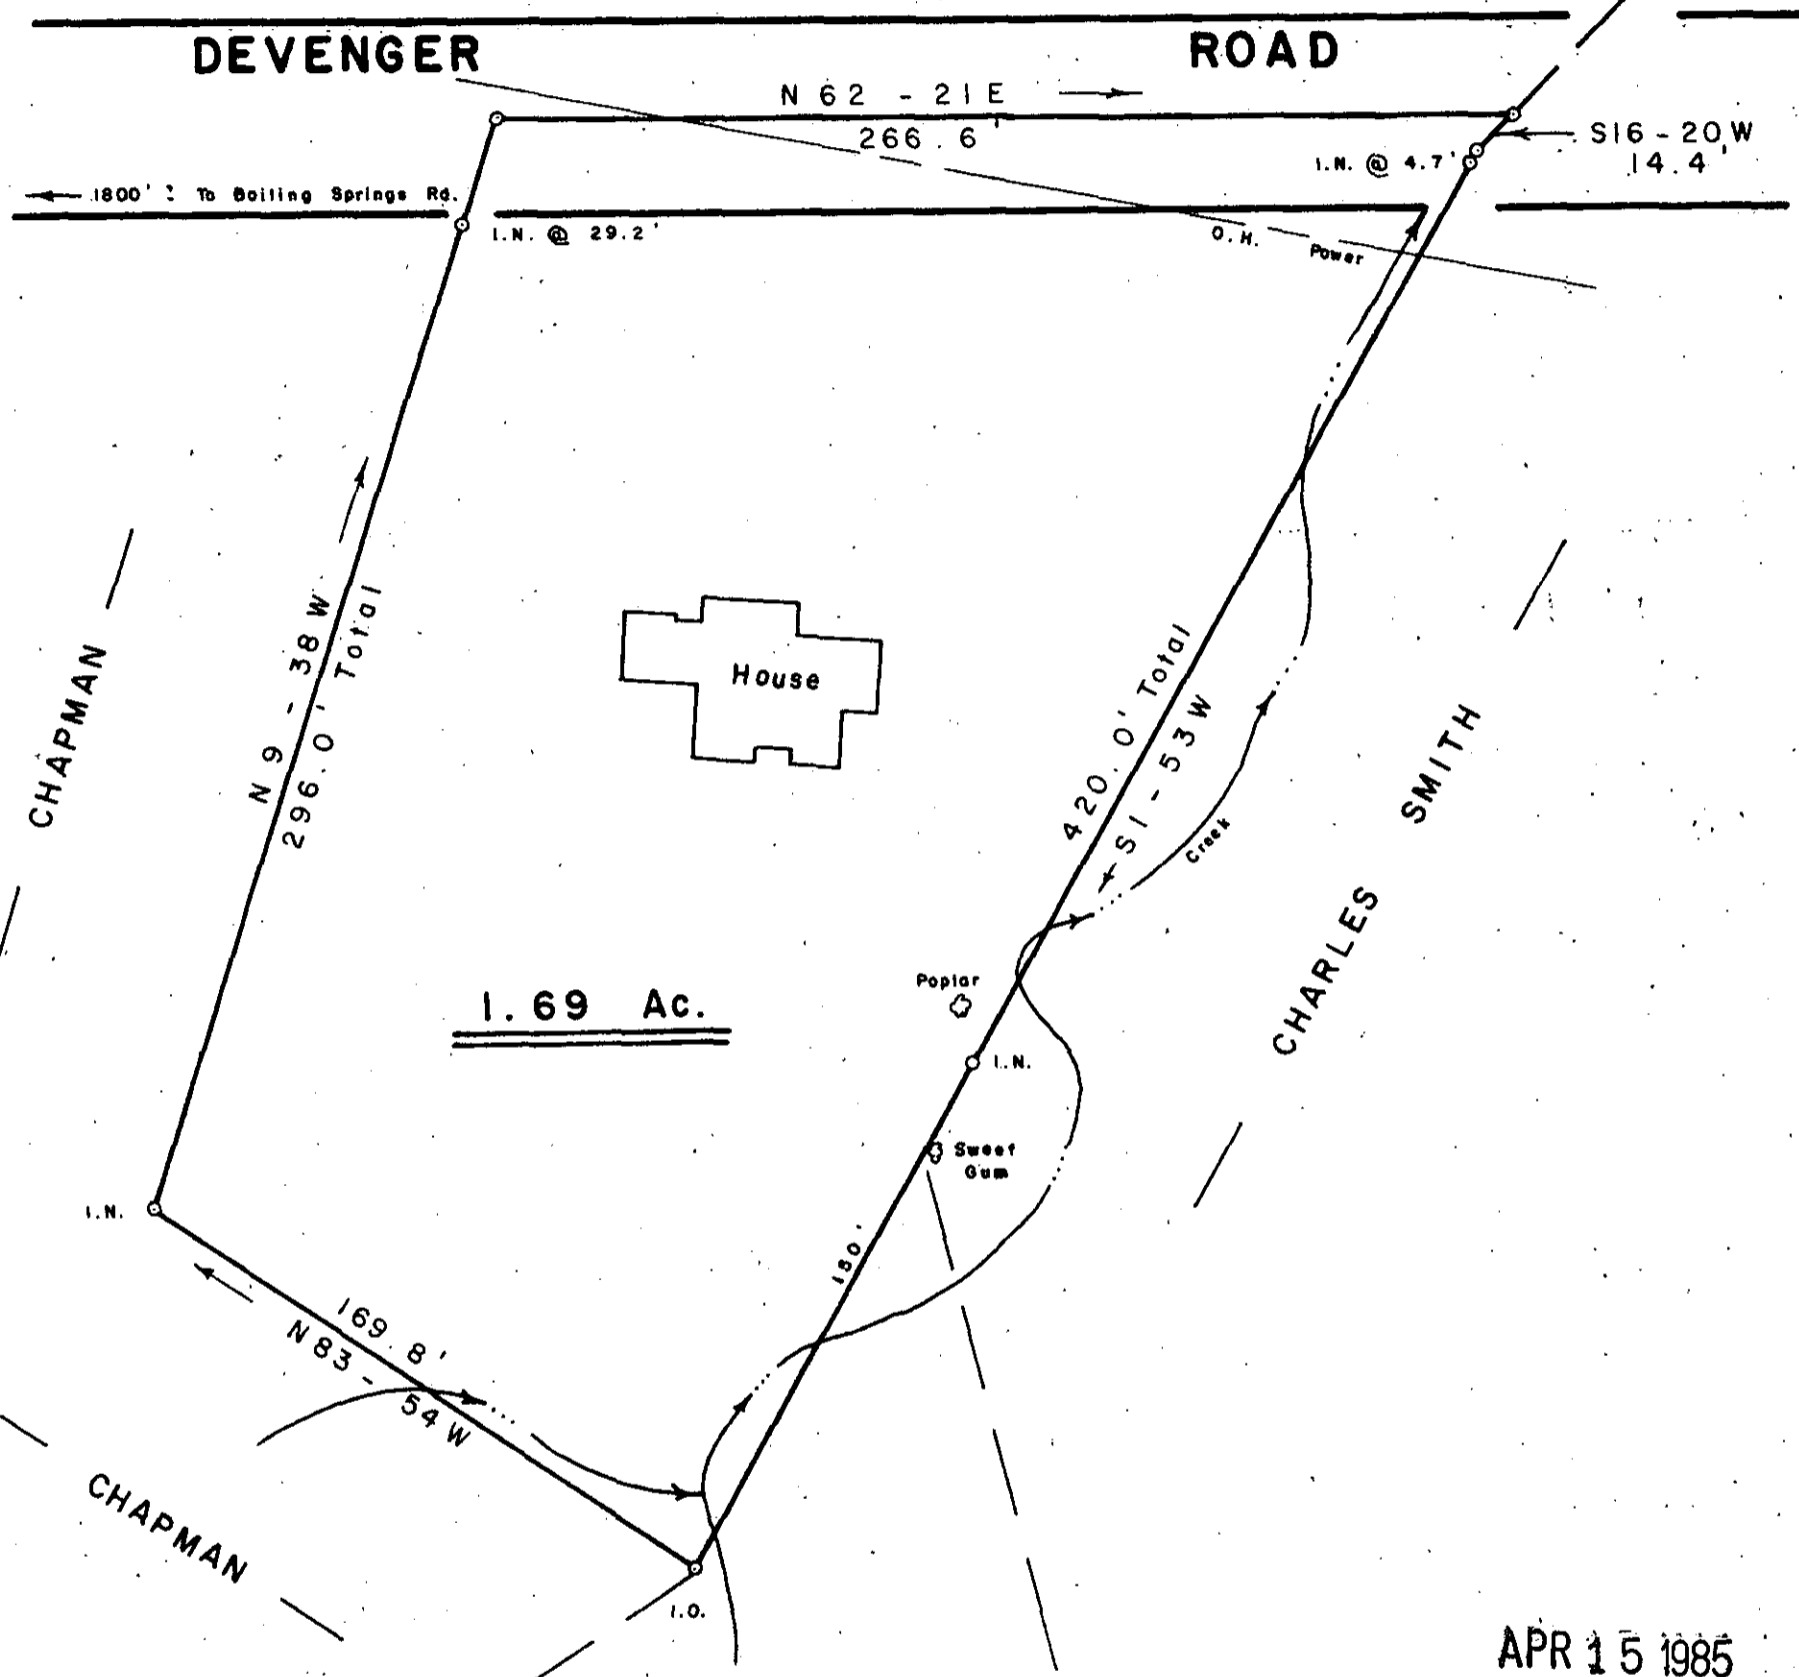 DEVENGER ROAD
N 62 - 21 E
266.6'
S16 - 20 W
14.4'
I.N. @ 4.7'
1800' ± To Boiling Springs Rd.
I.N. @ 29.2'
O.H. Power
N 9 - 38 W
296.0' Total
CHAPMAN
House
420.0' Total
S1 - 53 W
Creek
CHARLES SMITH
1.69 Ac.
Poplar
I.N.
Sweet
Gum
180'
I.N.
169.8'
N 83 - 54 W
CHAPMAN
I.O.
APR 15 1985